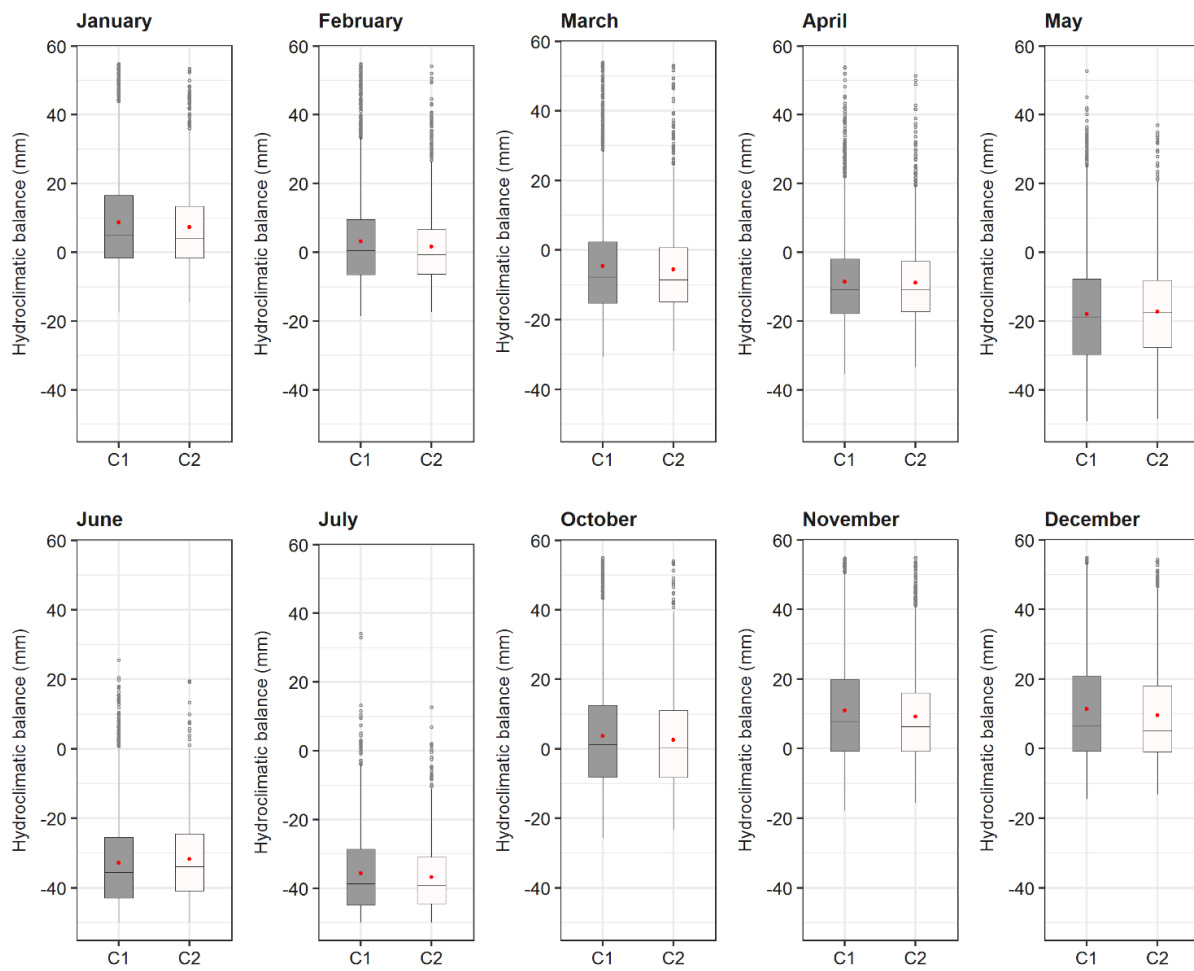 January
February
March
April
May
Hydroclimatic balance (mm)
60
40
20
0
-20
-40
C1
C2
Hydroclimatic balance (mm)
60
40
20
0
-20
-40
C1
C2
Hydroclimatic balance (mm)
60
40
20
0
-20
-40
C1
C2
Hydroclimatic balance (mm)
60
40
20
0
-20
-40
C1
C2
Hydroclimatic balance (mm)
60
40
20
0
-20
-40
C1
C2
June
July
October
November
December
Hydroclimatic balance (mm)
60
40
20
0
-20
-40
C1
C2
Hydroclimatic balance (mm)
60
40
20
0
-20
-40
C1
C2
Hydroclimatic balance (mm)
60
40
20
0
-20
-40
C1
C2
Hydroclimatic balance (mm)
60
40
20
0
-20
-40
C1
C2
Hydroclimatic balance (mm)
60
40
20
0
-20
-40
C1
C2